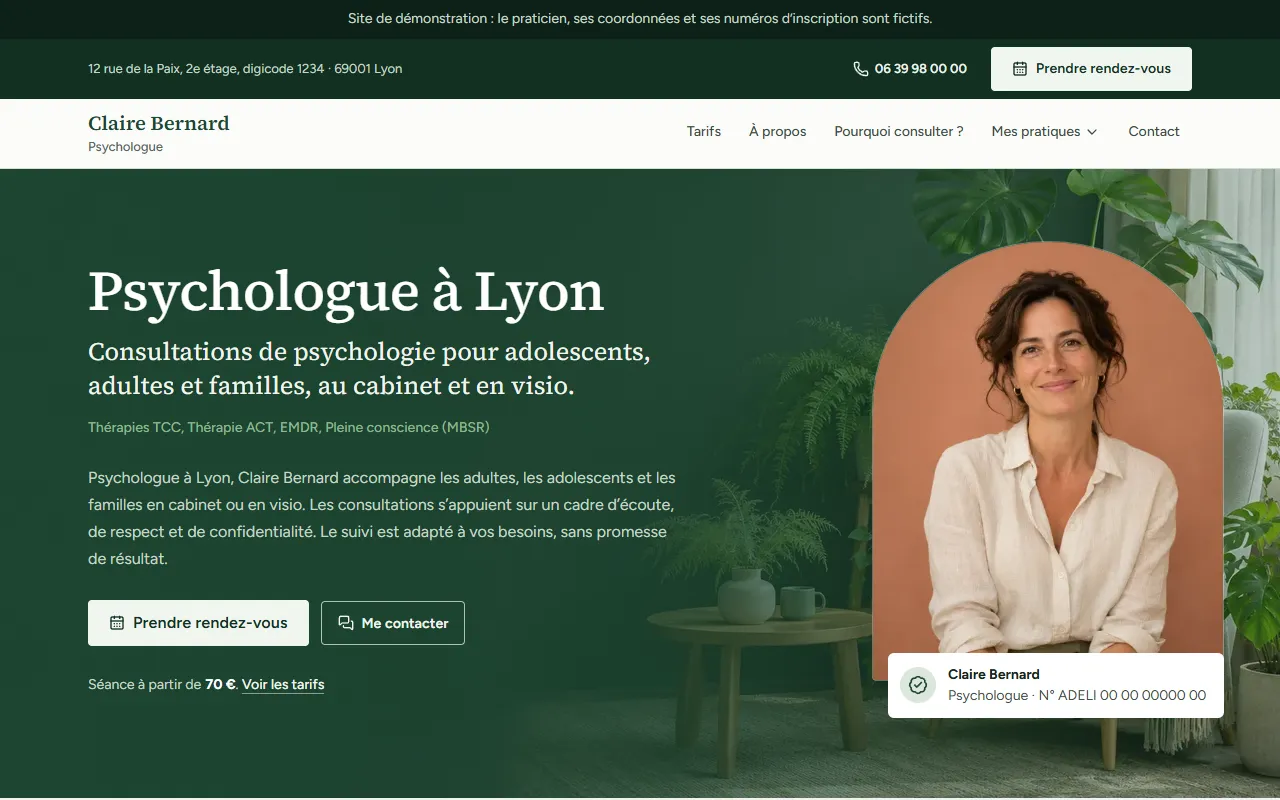 Site de démonstration : le praticien, ses coordonnées et ses numéros d'inscription sont fictifs.
12 rue de la Paix, 2e étage, digicode 1234 · 69001 Lyon
06 39 98 00 00
Prendre rendez-vous
Claire Bernard
Psychologue
Tarifs
À propos
Pourquoi consulter ?
Mes pratiques
Contact
Psychologue à Lyon
Consultations de psychologie pour adolescents,
adultes et familles, au cabinet et en visio.
Thérapies TCC, Thérapie ACT, EMDR, Pleine conscience (MBSR)
Psychologue à Lyon, Claire Bernard accompagne les adultes, les adolescents et les
familles en cabinet ou en visio. Les consultations s'appuient sur un cadre d'écoute,
de respect et de confidentialité. Le suivi est adapté à vos besoins, sans promesse
de résultat.
Prendre rendez-vous
Me contacter
Séance à partir de 70 €. Voir les tarifs
Claire Bernard
Psychologue · N° ADELI 00 00 00000 00